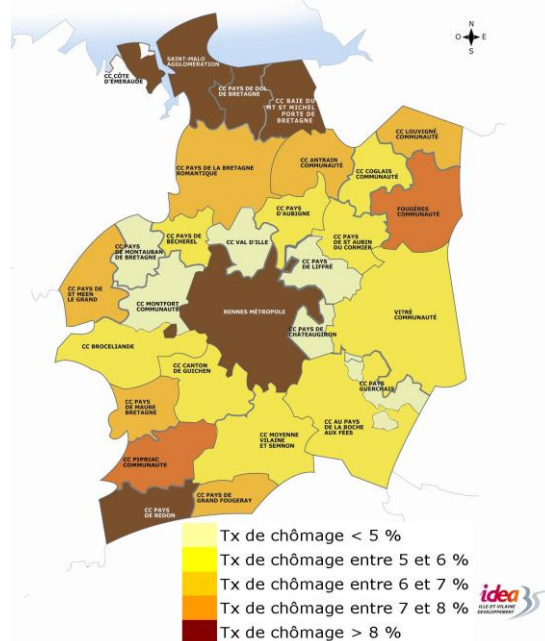 N
O E
S
SAINT-MALO
AGGLOMÉRATION
CC CÔTE
D'ÉMERAUDE
CC PAYS DE DOL
DE BRETAGNE
CC BAIE DU
MT ST MICHEL
PORTE DE
BRETAGNE
CC LOUVIGNÉ
COMMUNAUTÉ
CC PAYS DE LA BRETAGNE
ROMANTIQUE
CC ANTRAIN
COMMUNAUTÉ
CC COGLAIS
COMMUNAUTÉ
FOUGÈRES
COMMUNAUTÉ
CC PAYS
D'AUBIGNE
CC PAYS DE
BÉCHEREL
CC PAYS
DE ST AUBIN
DU CORMIER
CC PAYS
DE MONTAUBAN
DE BRETAGNE
CC VAL D'ILLE
CC PAYS
DE LIFFRÉ
CC PAYS DE
ST MEEN
LE GRAND
CC MONTFORT
COMMUNAUTÉ
RENNES MÉTROPOLE
VITRÉ
COMMUNAUTÉ
CC PAYS DE
CHÂTEAUGIRON
CC BROCELIANDE
CC CANTON
DE GUICHEN
CC PAYS
GUERCHAIS
CC PAYS
DE MAURE
BRETAGNE
CC AU PAYS
DE LA ROCHE
AUX FÉES
CC MOYENNE
VILAINE
ET SEMNON
CC PIPRIAC
COMMUNAUTÉ
CC PAYS
DE REDON
CC PAYS DE
GRAND FOUGERAY
Tx de chômage < 5 %
Tx de chômage entre 5 et 6 %
Tx de chômage entre 6 et 7 %
Tx de chômage entre 7 et 8 %
Tx de chômage > 8 %
idea 35
ILLE-ET-VILAINE
DEVELOPPEMENT